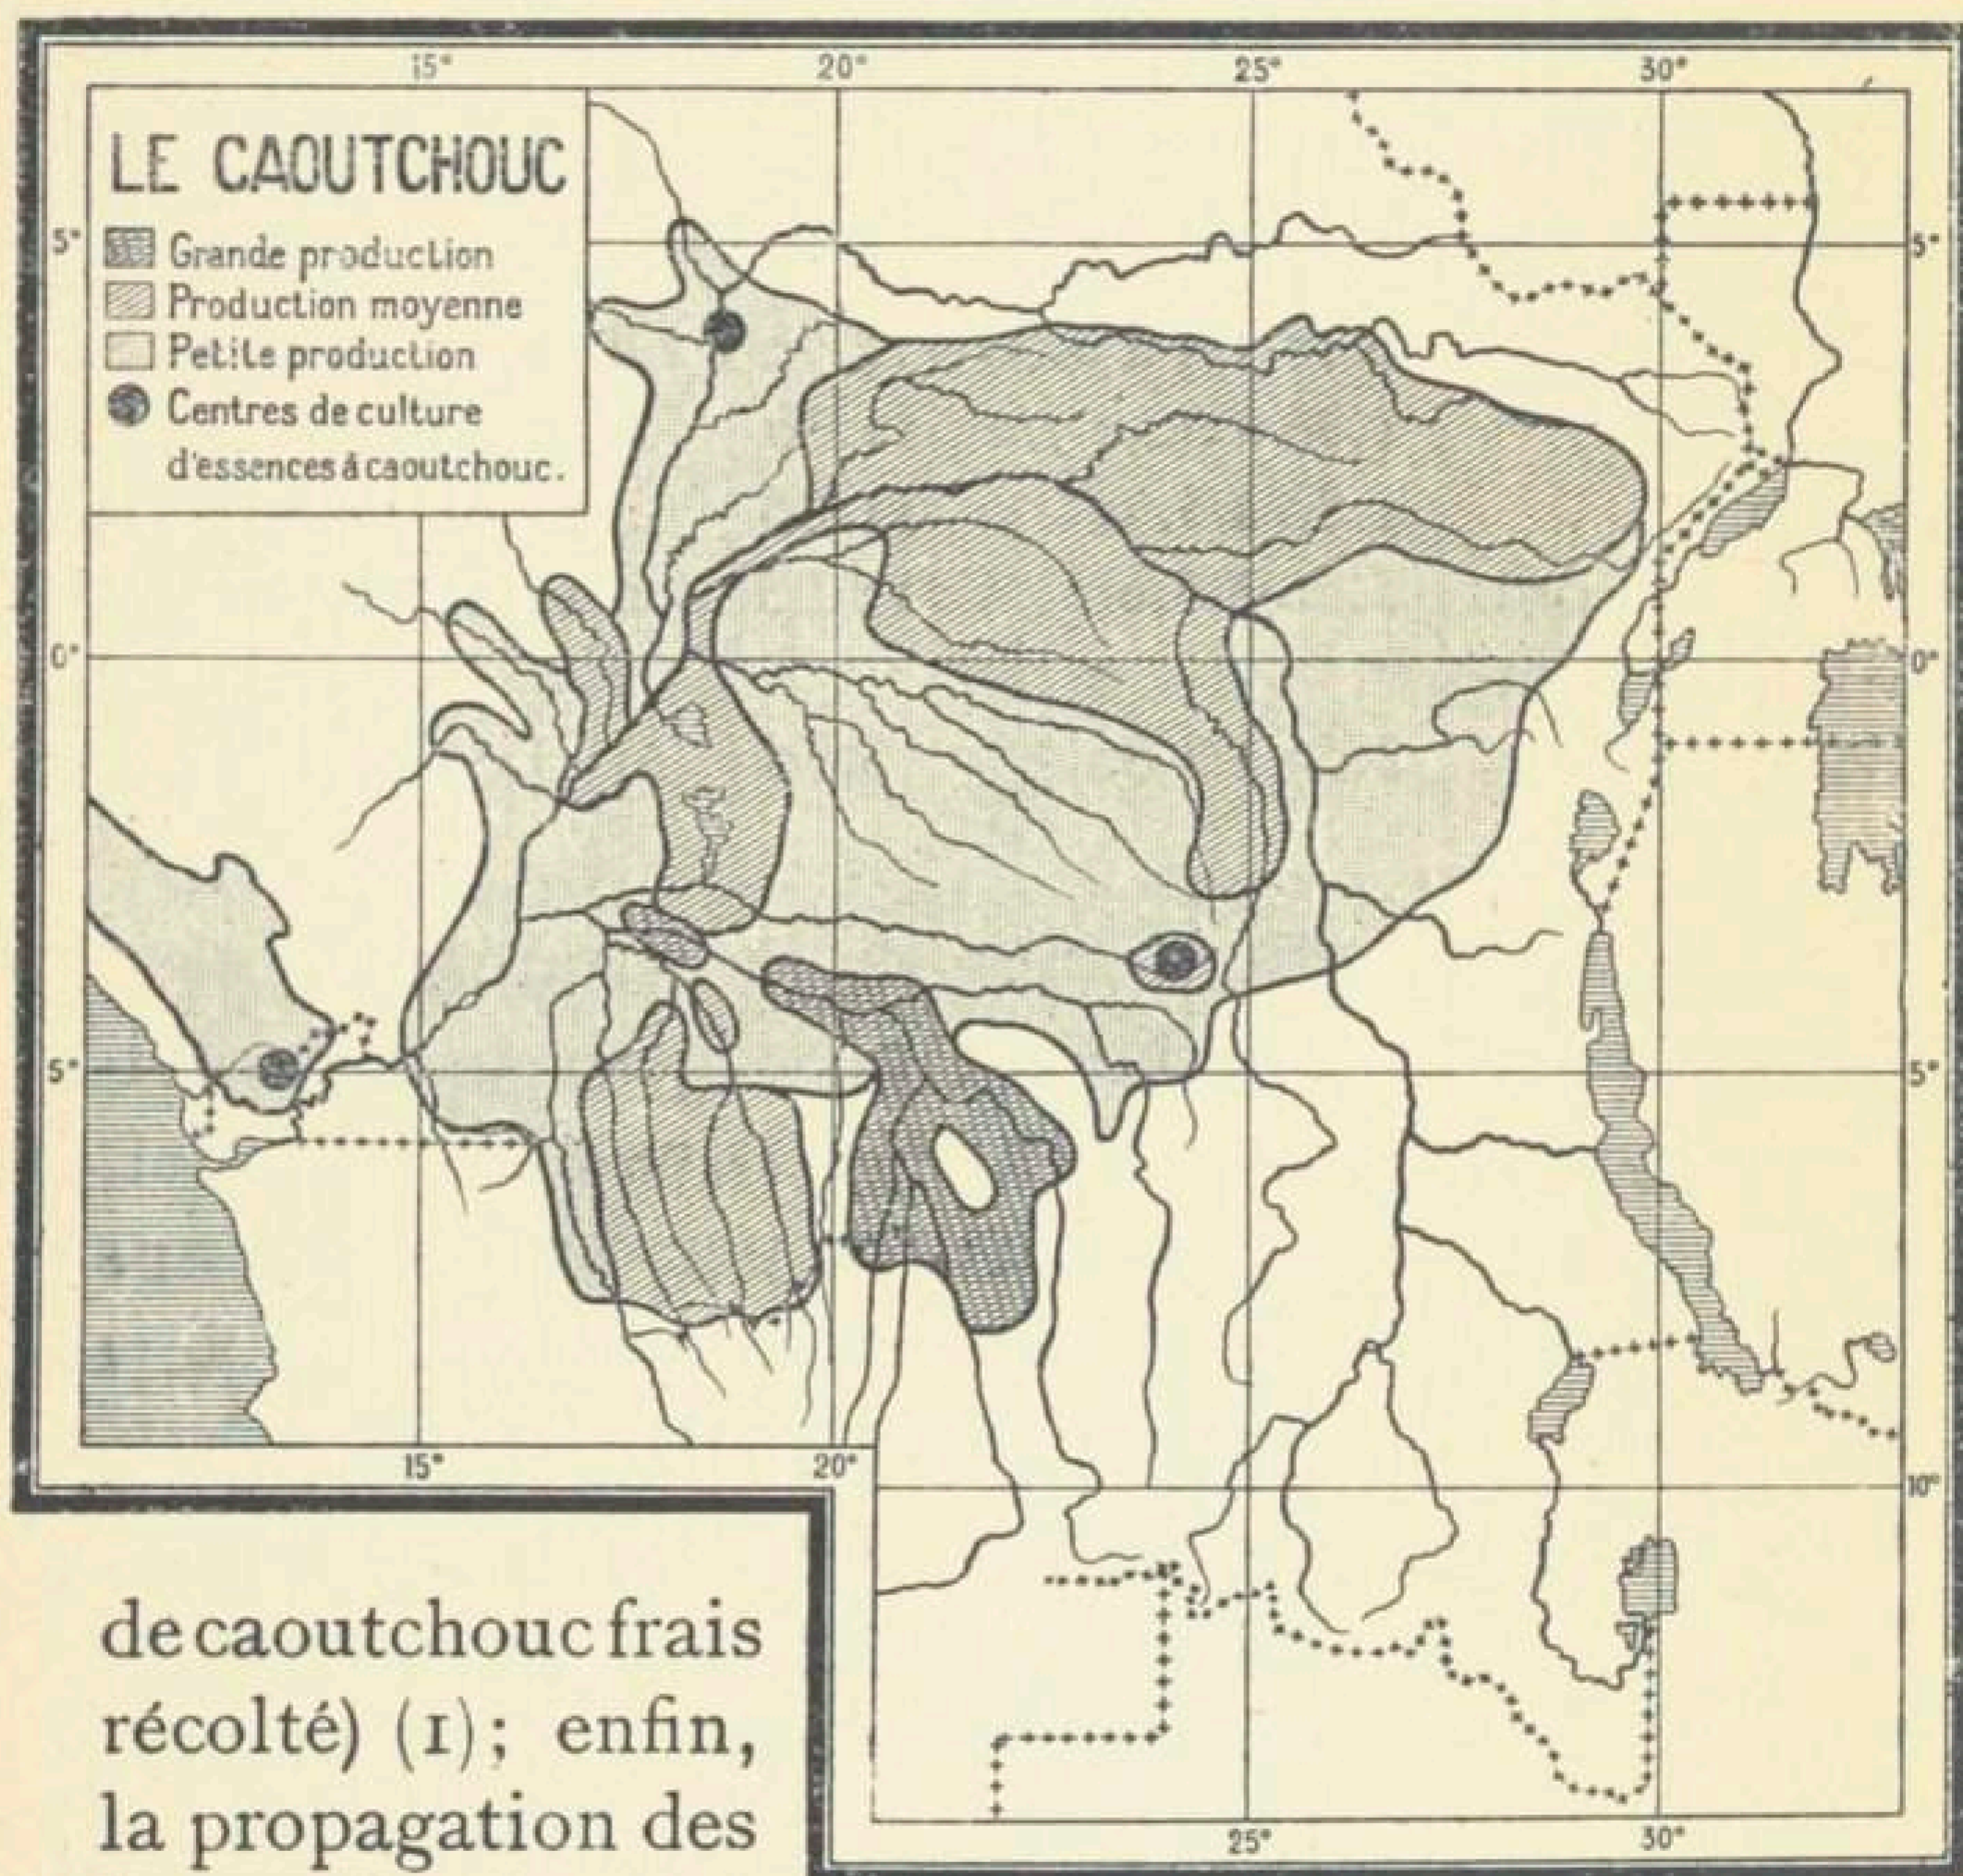 15° 20° 25° 30°
LE CAOUTCHOUC
Grande production
Production moyenne
Petite production
Centres de culture
d'essences à caoutchouc.
5° 5°
0° 0°
5° 5°
15° 20°
10°
25° 30°
de caoutchouc frais
récolté) (1); enfin,
la propagation des